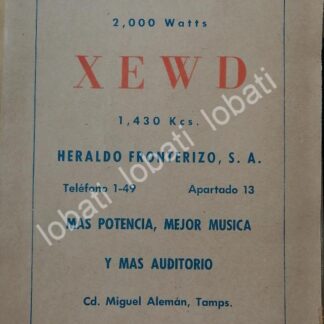 2,000 Watts
XEWD
1,430 Kcs.
HERALDO FRONTERIZO, S. A.
Teléfono 1-49 Apartado 13
MAS POTENCIA, MEJOR MUSICA
Y MAS AUDITORIO
Cd. Miguel Alemán, Tamps.
lobati lobati lobati